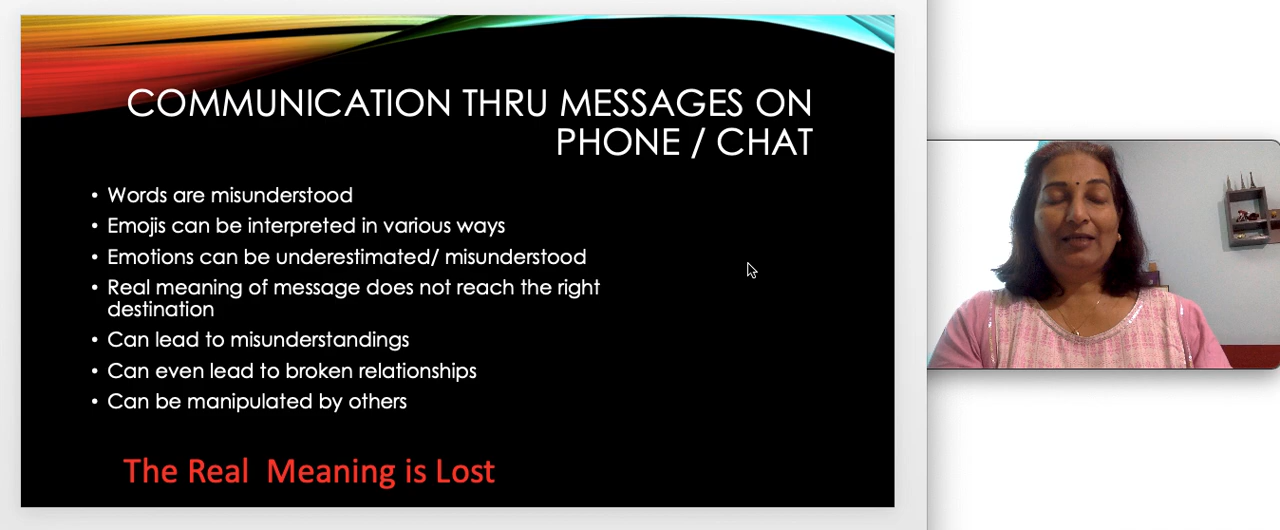 COMMUNICATION THRU MESSAGES ON
PHONE / CHAT
• Words are misunderstood
• Emojis can be interpreted in various ways
• Emotions can be underestimated/ misunderstood
• Real meaning of message does not reach the right
destination
• Can lead to misunderstandings
• Can even lead to broken relationships
• Can be manipulated by others
The Real  Meaning is Lost